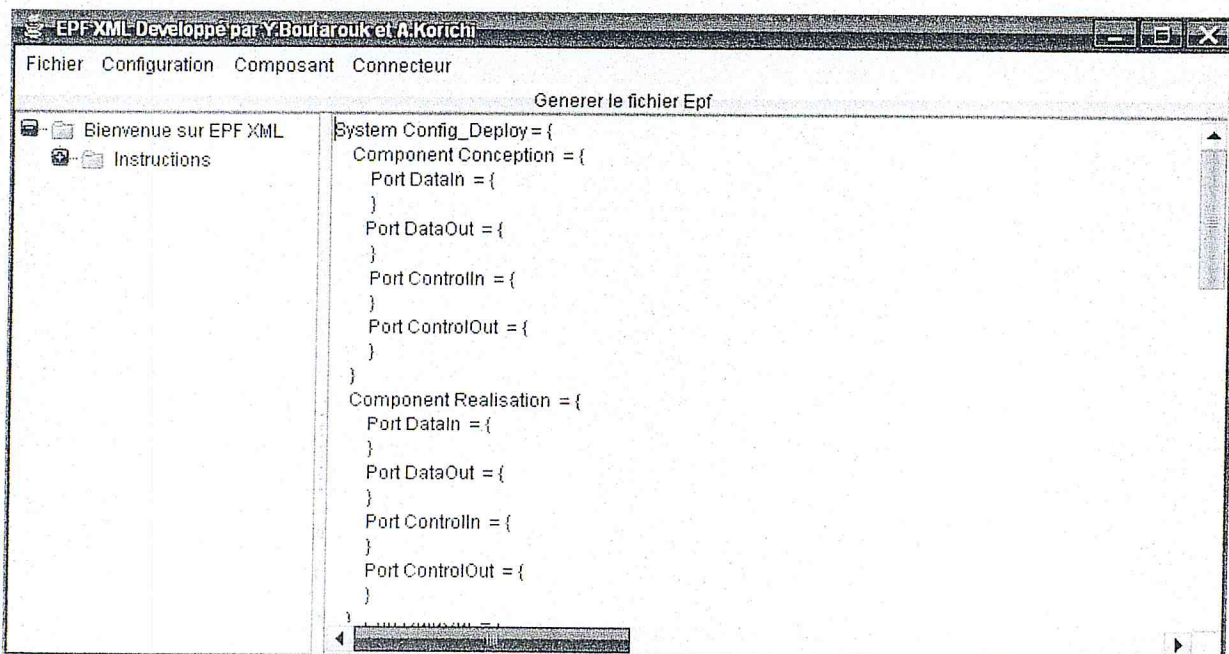 EPF XML Developpé par Y.Boutarouk et A.Korichi
Fichier Configuration Composant Connecteur
Generer le fichier Epf
Bienvenue sur EPF XML
Instructions
System Config_Deploy = {
Component Conception = {
Port DataIn = {
}
Port DataOut = {
}
Port ControlIn = {
}
Port ControlOut = {
}
}
Component Realisation = {
Port DataIn = {
}
Port DataOut = {
}
Port ControlIn = {
}
Port ControlOut = {
}
}